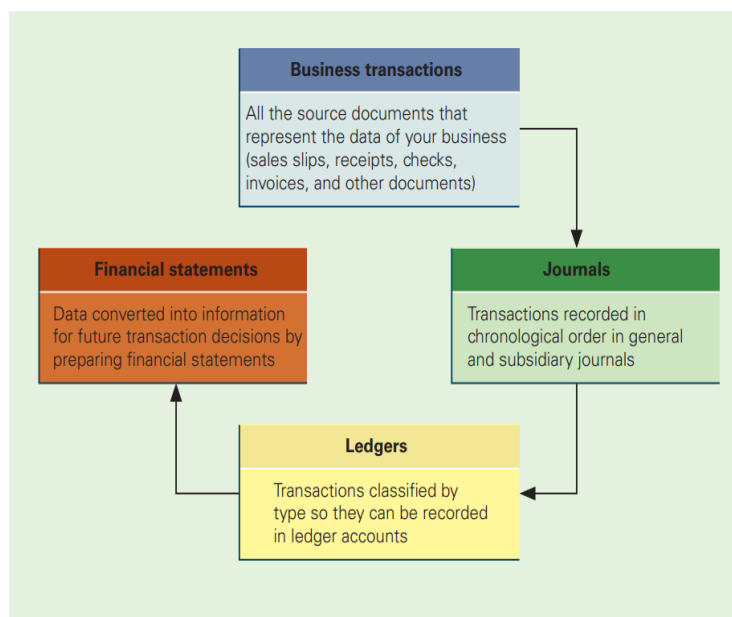 Business transactions
All the source documents that
represent the data of your business
(sales slips, receipts, checks,
invoices, and other documents)
Journals
Transactions recorded in
chronological order in general
and subsidiary journals
Ledgers
Transactions classified by
type so they can be recorded
in ledger accounts
Financial statements
Data converted into information
for future transaction decisions by
preparing financial statements